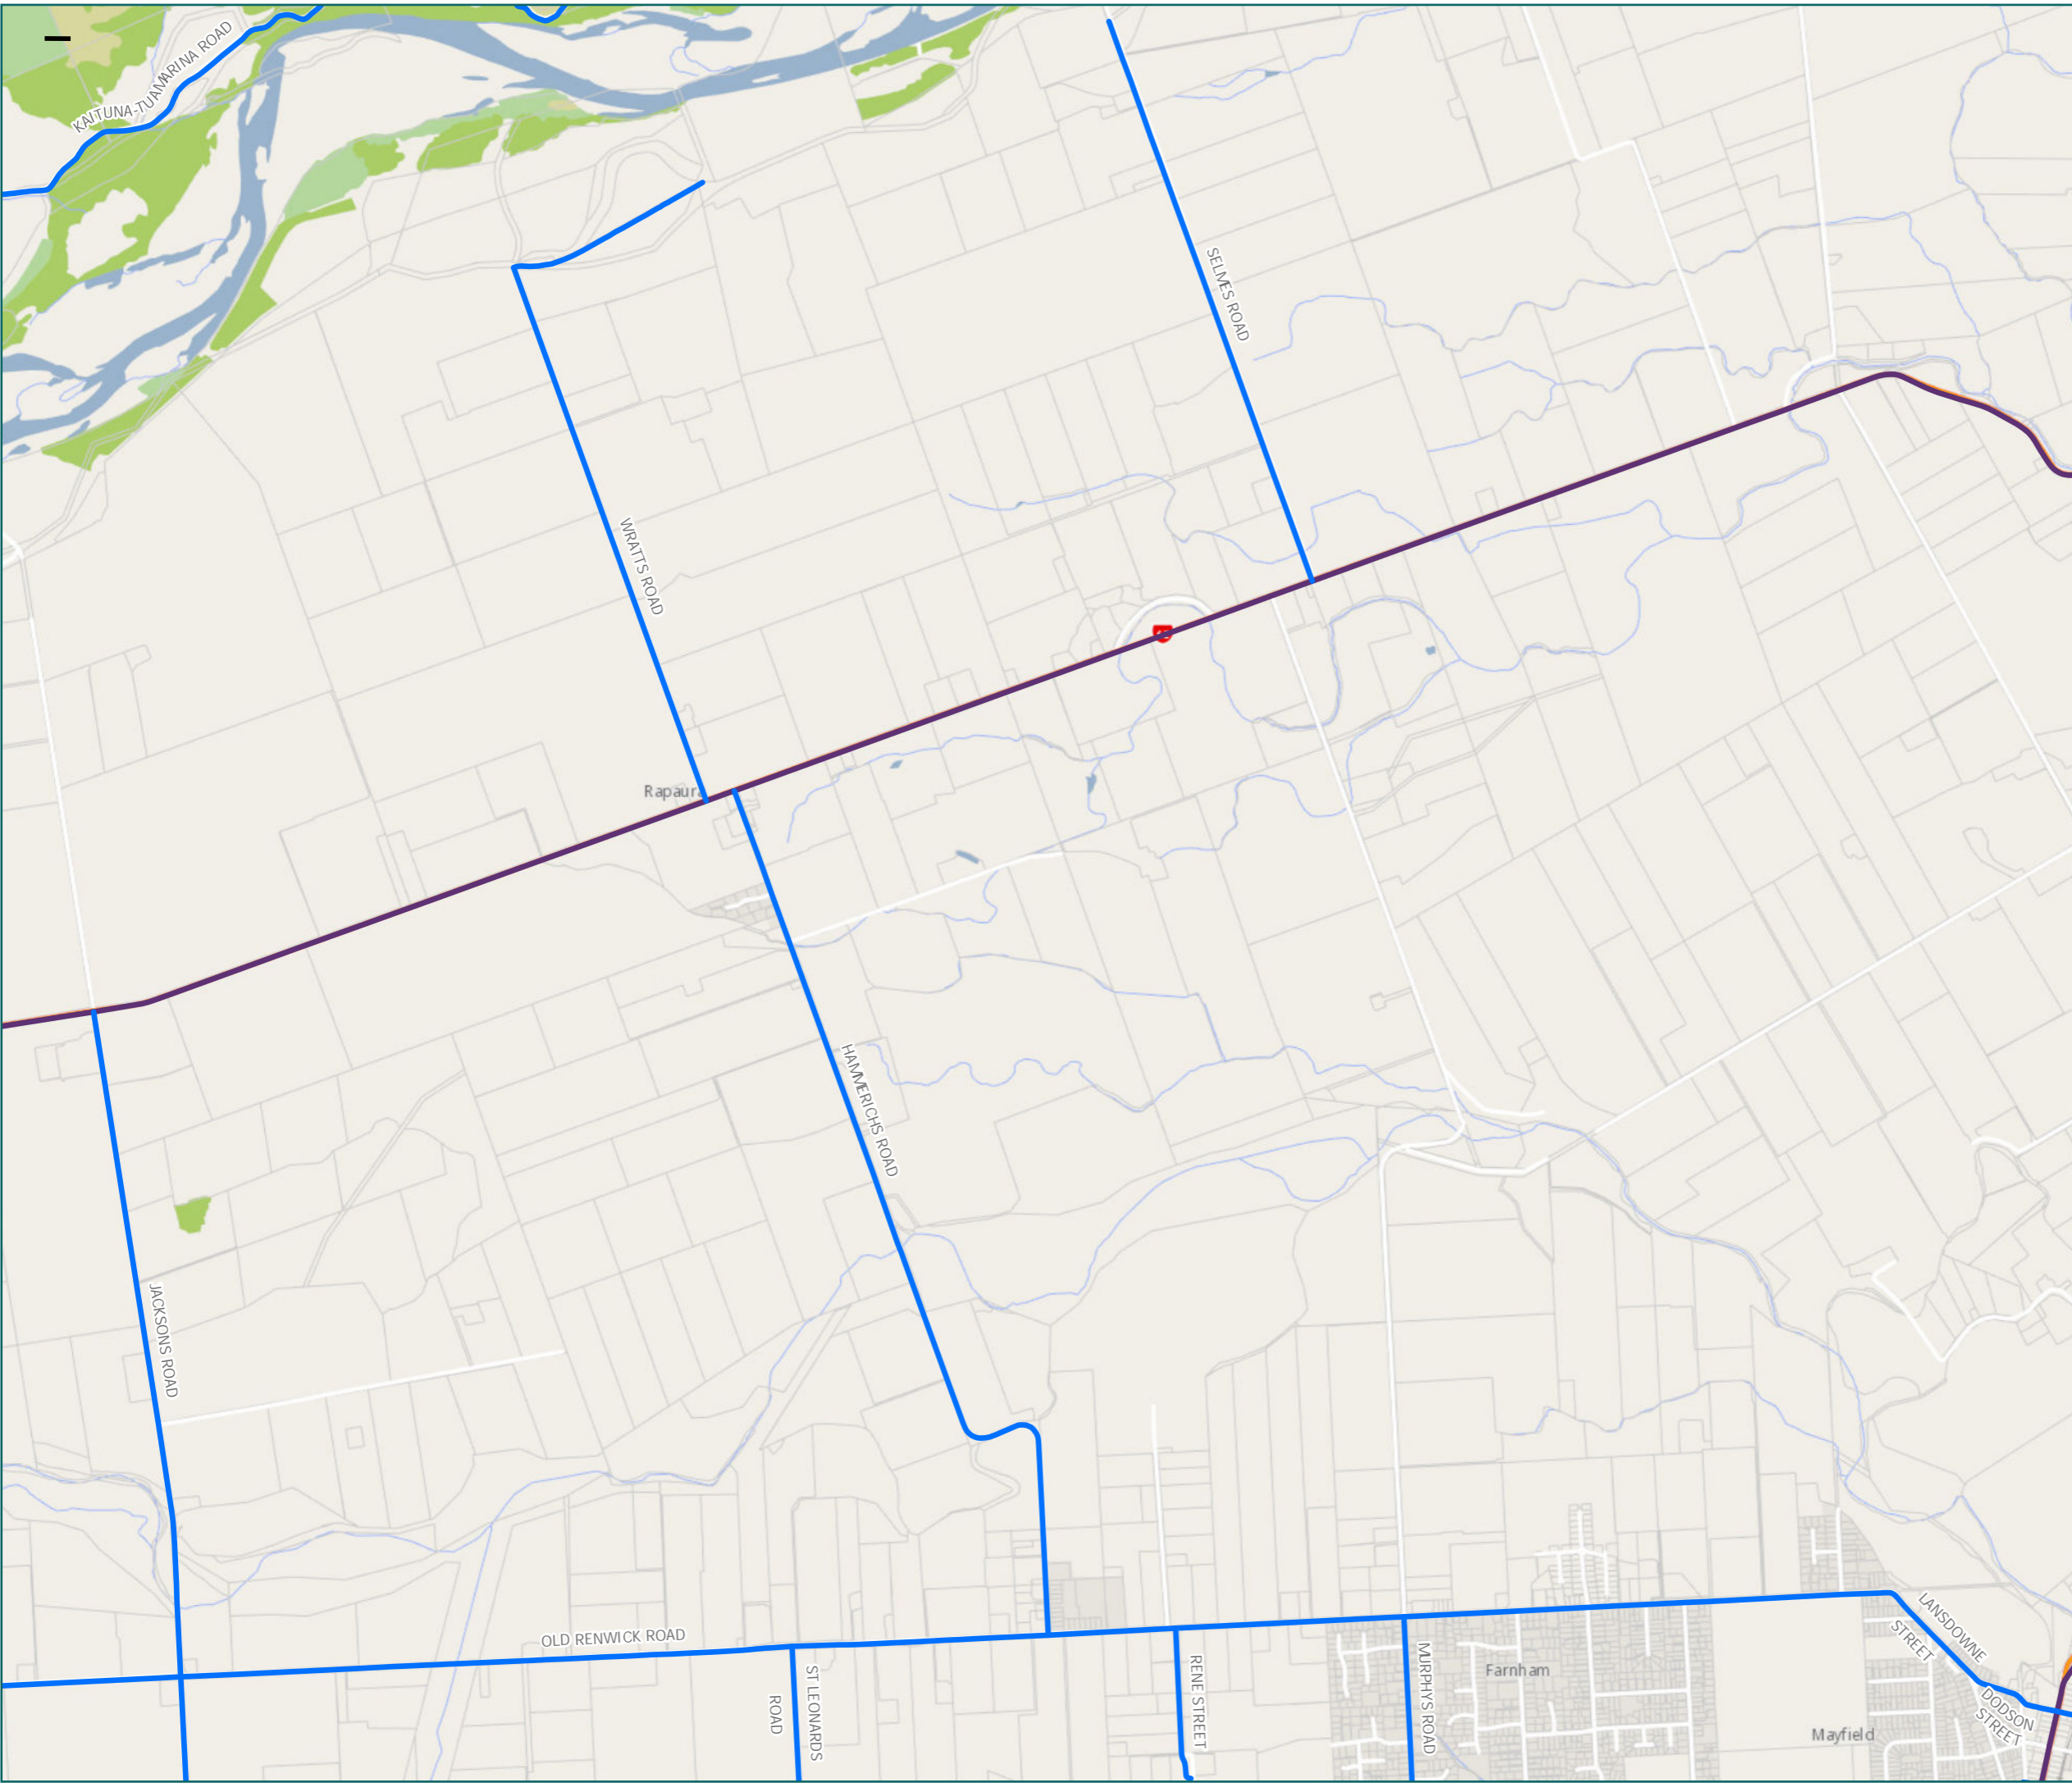 KAITUNA-TUAMARINA ROAD
SELMES ROAD
WRATTS ROAD
Rapaura
HAMMERICHS ROAD
JACKSONS ROAD
LANSDOWNE
STREET
OLD RENWICK ROAD
ST LEONARDS
ROAD
RENE STREET
MURPHYS ROAD
Farnham
DODSON
STREET
Mayfield